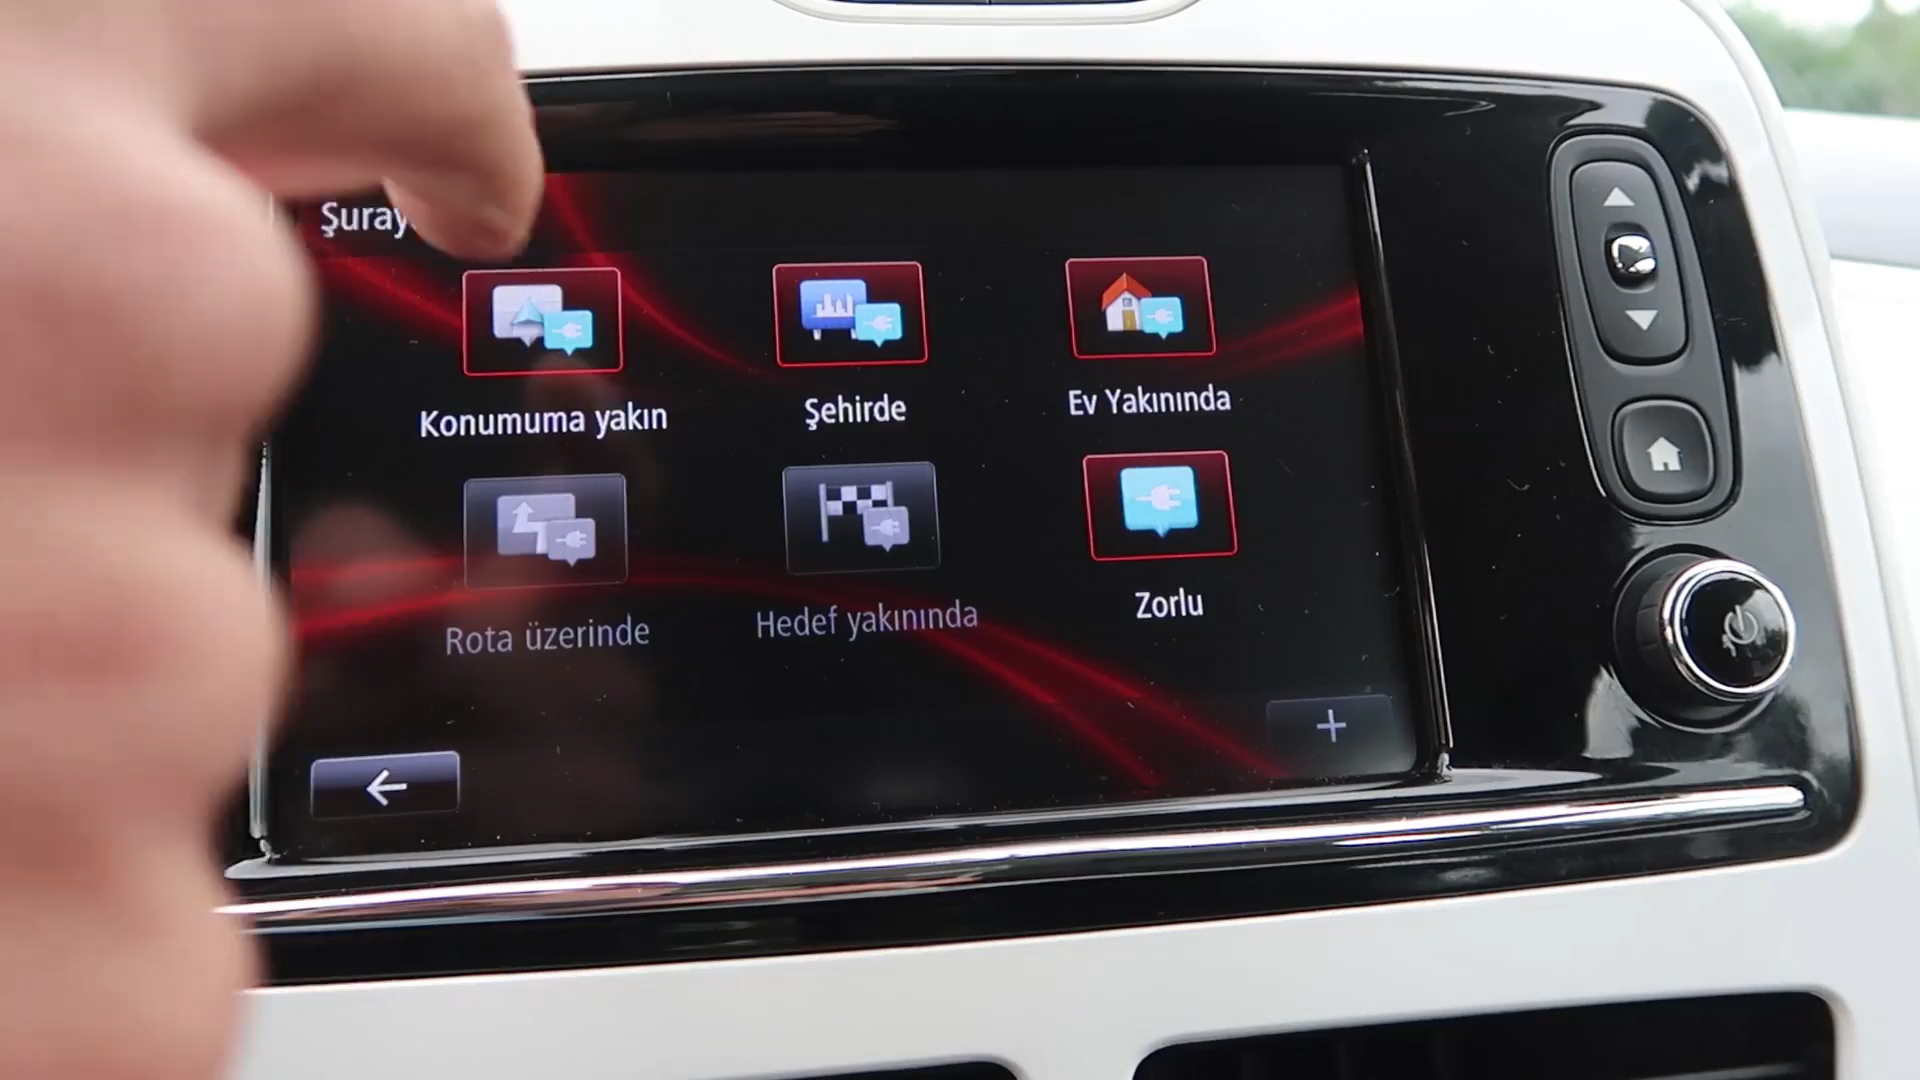 Konumuma yakın
Şehirde
Ev Yakınında
Rota üzerinde
Hedef yakınında
Zorlu